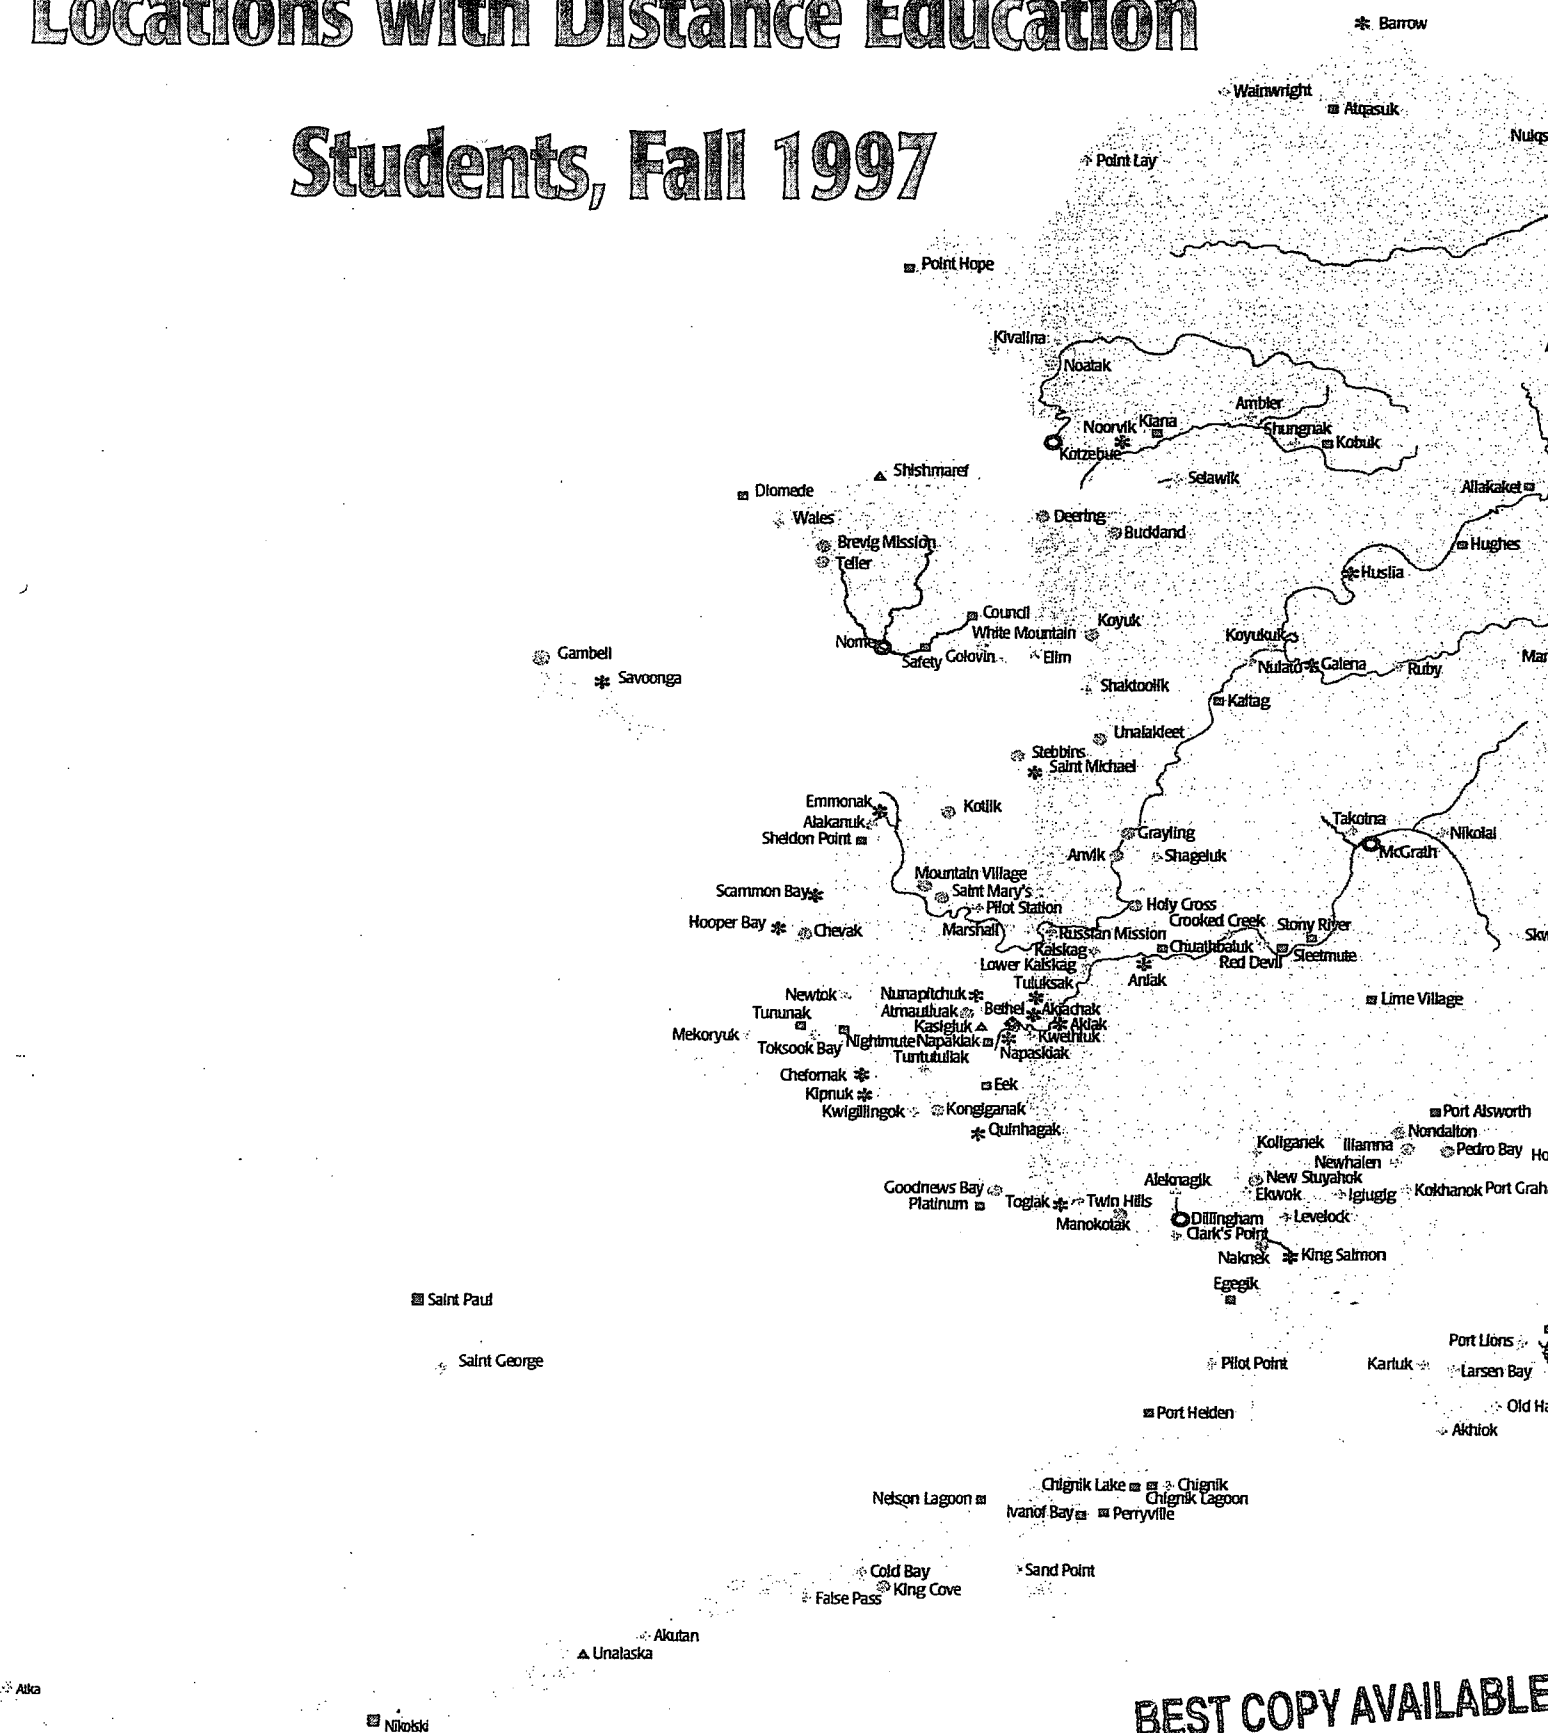 Locations with Distance Education
Students, Fall 1997
Barrow
Wainwright
Atqasuk
Nuiqs
Point Lay
Point Hope
Kivalina
Noatak
Ambler
Noorvik
Kiana
Shungnak
Kobuk
Kotzebue
Shishmaref
Selawik
Diomede
Allakaket
Wales
Deering
Buckland
Brevig Mission
Hughes
Teller
Huslia
Council
Koyuk
White Mountain
Koyukuk
Nome
Safety
Golovin
Elim
Gambell
Nulato
Galena
Ruby
Man
Savoonga
Shaktoolik
Kaltag
Unalakleet
Stebbins
Saint Michael
Emmonak
Kotlik
Alakanuk
Takotna
Nikolai
Sheldon Point
Grayling
McGrath
Anvik
Shageluk
Mountain Village
Scammon Bay
Saint Mary's
Pilot Station
Holy Cross
Hooper Bay
Chevak
Marshall
Russian Mission
Crooked Creek
Stony River
Skw
Kalskag
Chuathbaluk
Lower Kalskag
Red Devil
Sleetmute
Aniak
Tuluksak
Newtok
Nunapitchuk
Lime Village
Tununak
Atmautluak
Bethel
Akiachak
Kasigluk
Akiak
Mekoryuk
Toksook Bay
Nightmute
Napakiak
Kwethluk
Tuntutuliak
Napaskiak
Chefornak
Eek
Kipnuk
Kwigillingok
Kongiganak
Port Alsworth
Quinhagak
Nondalton
Koliganek
Iliamna
Pedro Bay
Ho
Newhalen
Aleknagik
New Stuyahok
Goodnews Bay
Ekwok
Igiugig
Kokhanok
Port Grah
Platinum
Togiak
Twin Hills
Manokotak
Dillingham
Levelock
Clark's Point
Naknek
King Salmon
Egegik
Saint Paul
Port Lions
Saint George
Pilot Point
Karluk
Larsen Bay
Port Heiden
Old Ha
Akhiok
Chignik Lake
Chignik
Nelson Lagoon
Chignik Lagoon
Ivanof Bay
Perryville
Cold Bay
Sand Point
King Cove
False Pass
Akutan
Unalaska
Atka
Nikolski
BEST COPY AVAILABLE